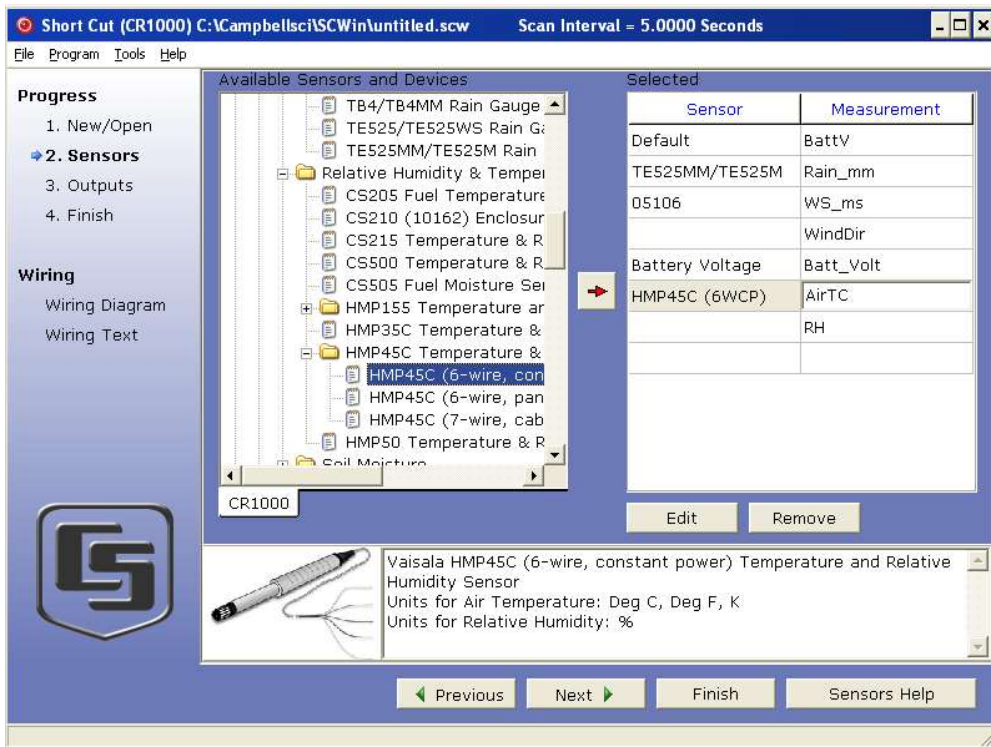 Short Cut (CR1000) C:\Campbellsci\SCWin\untitled.scw Scan Interval = 5.0000 Seconds
File Program Tools Help
Progress
1. New/Open
2. Sensors
3. Outputs
4. Finish
Wiring
Wiring Diagram
Wiring Text
Available Sensors and Devices
TB4/TB4MM Rain Gauge
TE525/TE525WS Rain Ga
TE525MM/TE525M Rain
Relative Humidity & Temper
CS205 Fuel Temperature
CS210 (10162) Enclosur
CS215 Temperature & R
CS500 Temperature & R
CS505 Fuel Moisture Ser
HMP155 Temperature ar
HMP35C Temperature &
HMP45C Temperature &
HMP45C (6-wire, con
HMP45C (6-wire, pan
HMP45C (7-wire, cab
HMP50 Temperature & R
Soil Moisture
CR1000
Selected
Sensor Measurement
Default BattV
TE525MM/TE525M Rain_mm
05106 WS_ms
WindDir
Battery Voltage Batt_Volt
HMP45C (6WCP) AirTC
RH
Edit Remove
CS
Vaisala HMP45C (6-wire, constant power) Temperature and Relative
Humidity Sensor
Units for Air Temperature: Deg C, Deg F, K
Units for Relative Humidity: %
Previous Next Finish Sensors Help